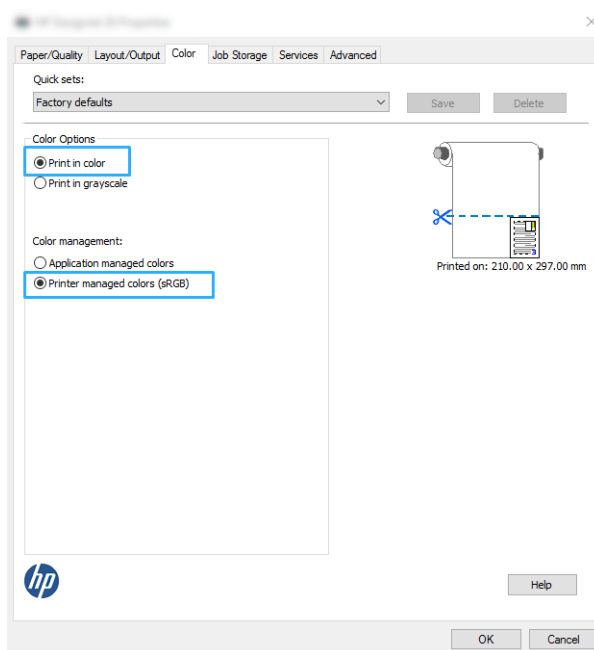 Paper/Quality Layout/Output Color Job Storage Services Advanced
Quick sets:
Factory defaults
Save Delete
Color Options
Print in color
Print in grayscale
Color management:
Application managed colors
Printer managed colors (sRGB)
Printed on: 210.00 x 297.00 mm
hp
Help
OK Cancel